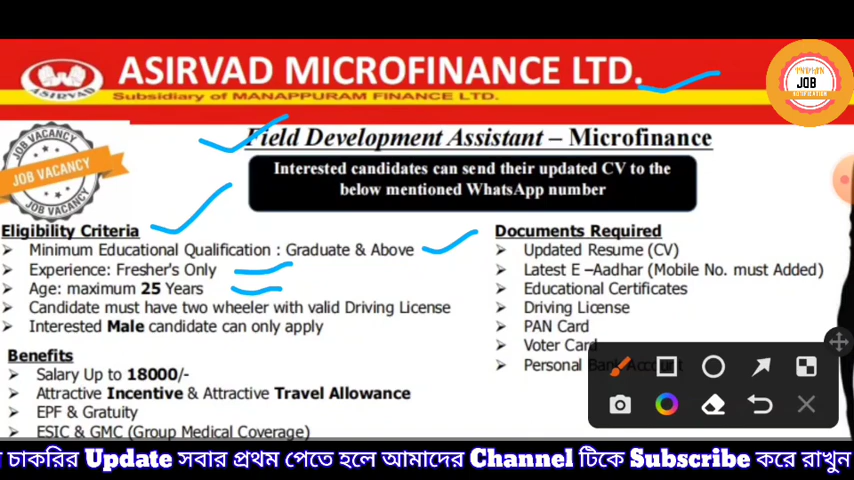 ASIRVAD MICROFINANCE LTD.
Subsidiary of MANAPPURAM FINANCE LTD.
ASIRVAD
JOB
JOB VACANCY
JOB VACANCY
JOB VACANCY
Field Development Assistant – Microfinance
Interested candidates can send their updated CV to the
below mentioned WhatsApp number
Eligibility Criteria
Minimum Educational Qualification : Graduate & Above
Experience: Fresher's Only
Age: maximum 25 Years
Candidate must have two wheeler with valid Driving License
Interested Male candidate can only apply
Benefits
Salary Up to 18000/-
Attractive Incentive & Attractive Travel Allowance
EPF & Gratuity
ESIC & GMC (Group Medical Coverage)
Documents Required
Updated Resume (CV)
Latest E –Aadhar (Mobile No. must Added)
Educational Certificates
Driving License
PAN Card
Voter Card
Personal Bank Account
চাকরির Update সবার প্রথম পেতে হলে আমাদের Channel টিকে Subscribe করে রাখুন